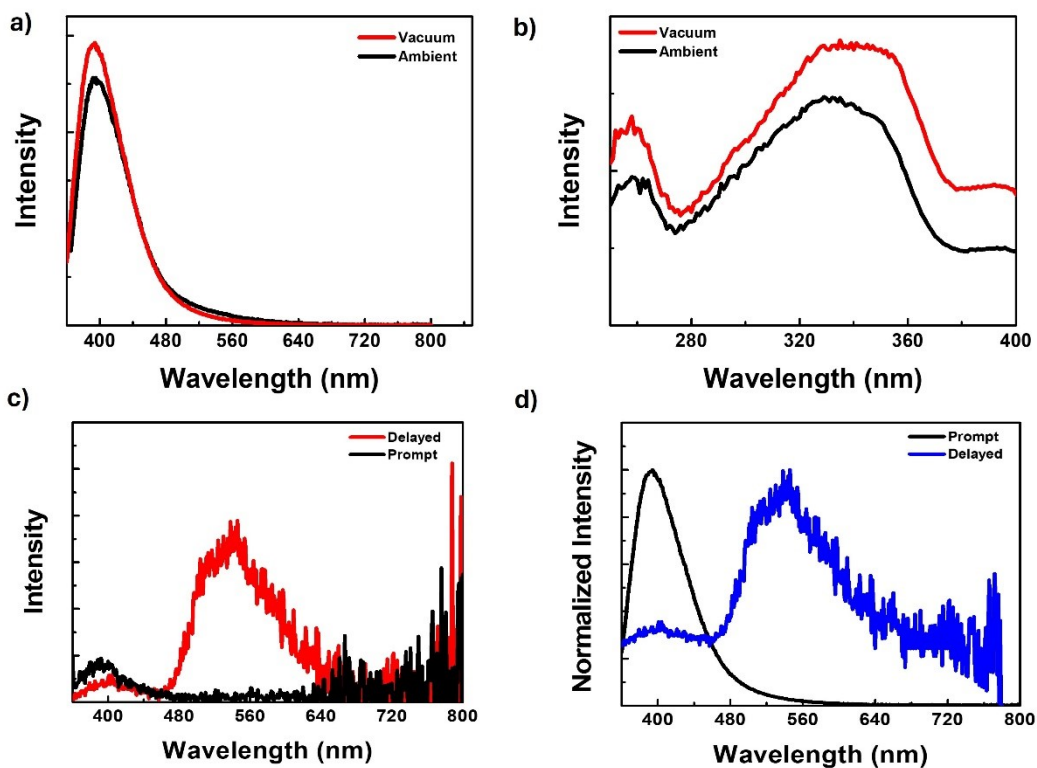 a)
Vacuum
Ambient
Intensity
400 480 560 640 720 800
Wavelength (nm)
b)
Vacuum
Ambient
Intensity
280 320 360 400
Wavelength (nm)
c)
Delayed
Prompt
Intensity
400 480 560 640 720 800
Wavelength (nm)
d)
Prompt
Delayed
Normalized Intensity
400 480 560 640 720 800
Wavelength (nm)